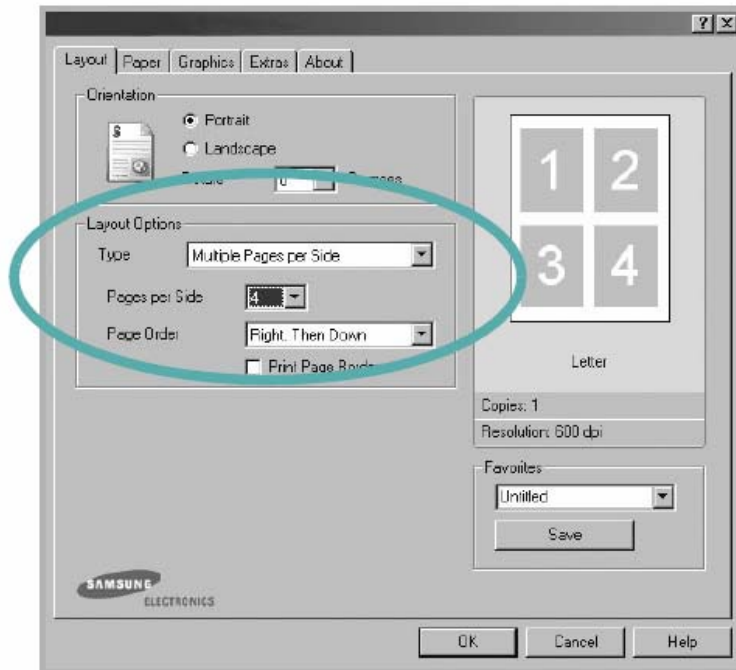 ? X
Layout Paper Graphics Extras About
Orientation
Portrait
Landscape
0
Layout Options
Type Multiple Pages per Side
Pages per Side 4
Page Order Right, Then Down
Print Page Borde
1 2
3 4
Letter
Copies: 1
Resolution: 600 dpi
Favorites
Untitled
Save
SAMSUNG
ELECTRONICS
OK Cancel Help